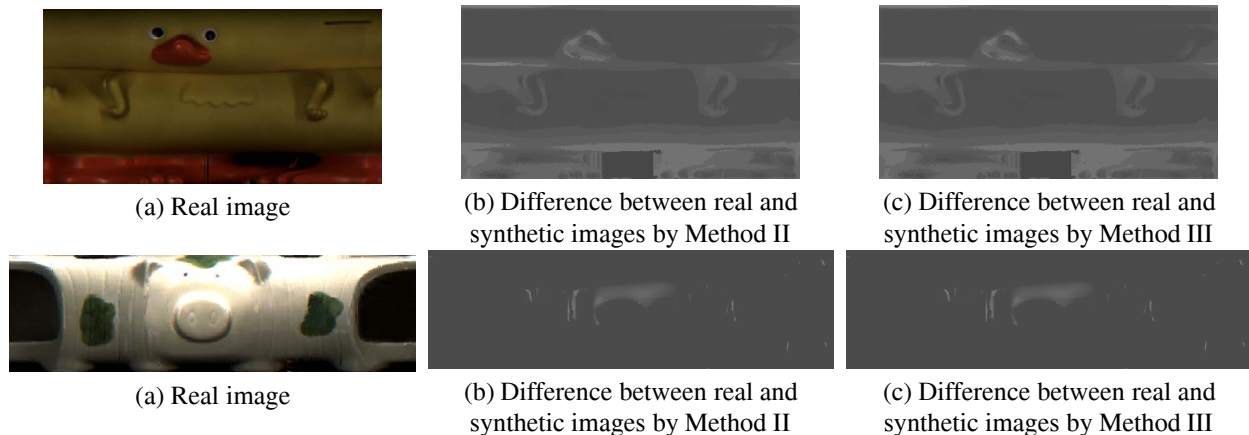 (a) Real image
(b) Difference between real and
synthetic images by Method II
(c) Difference between real and
synthetic images by Method III
(a) Real image
(b) Difference between real and
synthetic images by Method II
(c) Difference between real and
synthetic images by Method III